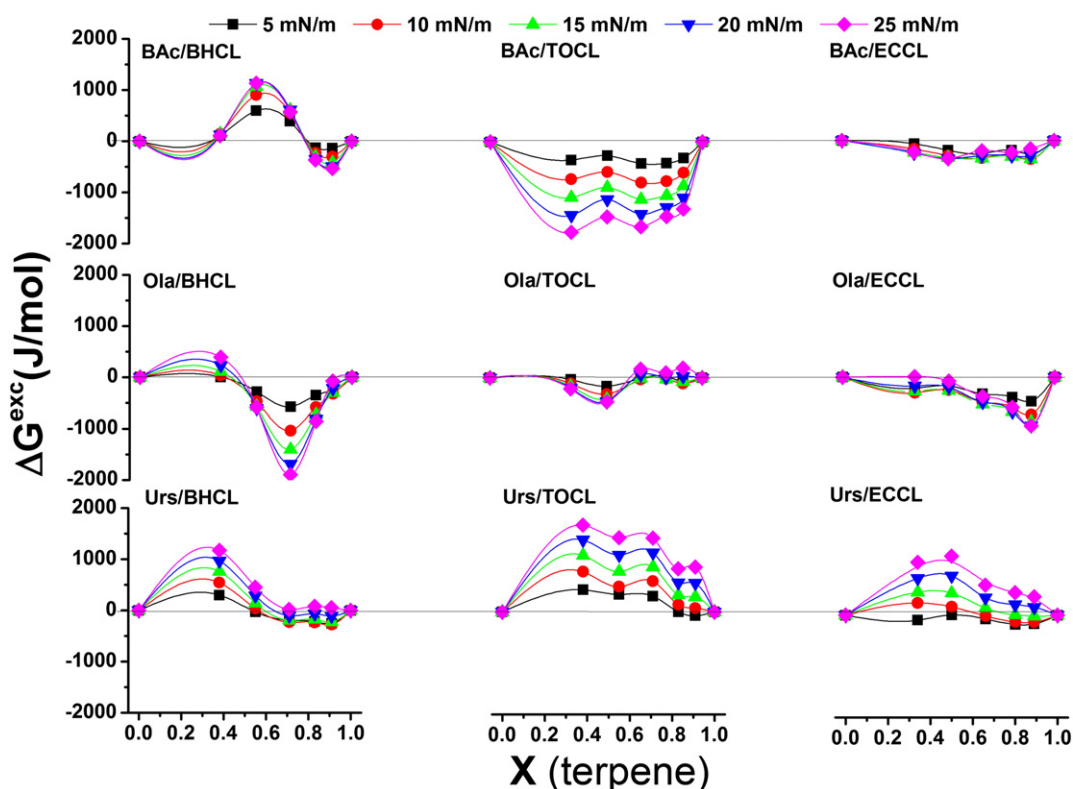 5 mN/m 10 mN/m 15 mN/m 20 mN/m 25 mN/m
2000
BAc/BHCL BAc/TOCL BAc/ECCL
1000
0
-1000
-2000
2000
Ola/BHCL Ola/TOCL Ola/ECCL
1000
0
-1000
-2000
Urs/BHCL Urs/TOCL Urs/ECCL
2000
1000
0
-1000
-2000
ΔG^exc (J/mol)
0.0 0.2 0.4 0.6 0.8 1.0 0.0 0.2 0.4 0.6 0.8 1.0 0.0 0.2 0.4 0.6 0.8 1.0
X (terpene)